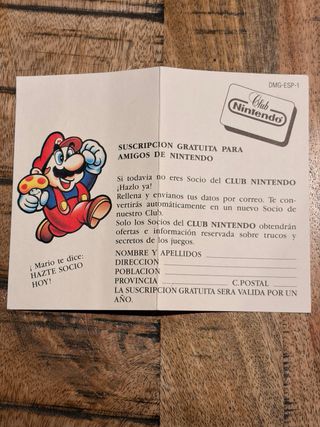 DMG-ESP-1
Club
Nintendo
SUSCRIPCION GRATUITA PARA
AMIGOS DE NINTENDO
Si todavia no eres Socio del CLUB NINTENDO
¡Hazlo ya!
Rellena y envíanos tus datos por correo. Te con-
vertirás automáticamente en un nuevo Socio de
nuestro Club.
Solo los Socios del CLUB NINTENDO obtendrán
ofertas e información reservada sobre trucos y
secretos de los juegos.
NOMBRE Y APELLIDOS
DIRECCION
POBLACION
PROVINCIA C.POSTAL
LA SUSCRIPCION GRATUITA SERA VALIDA POR UN
AÑO.
¡ Mario te dice:
HAZTE SOCIO
HOY!